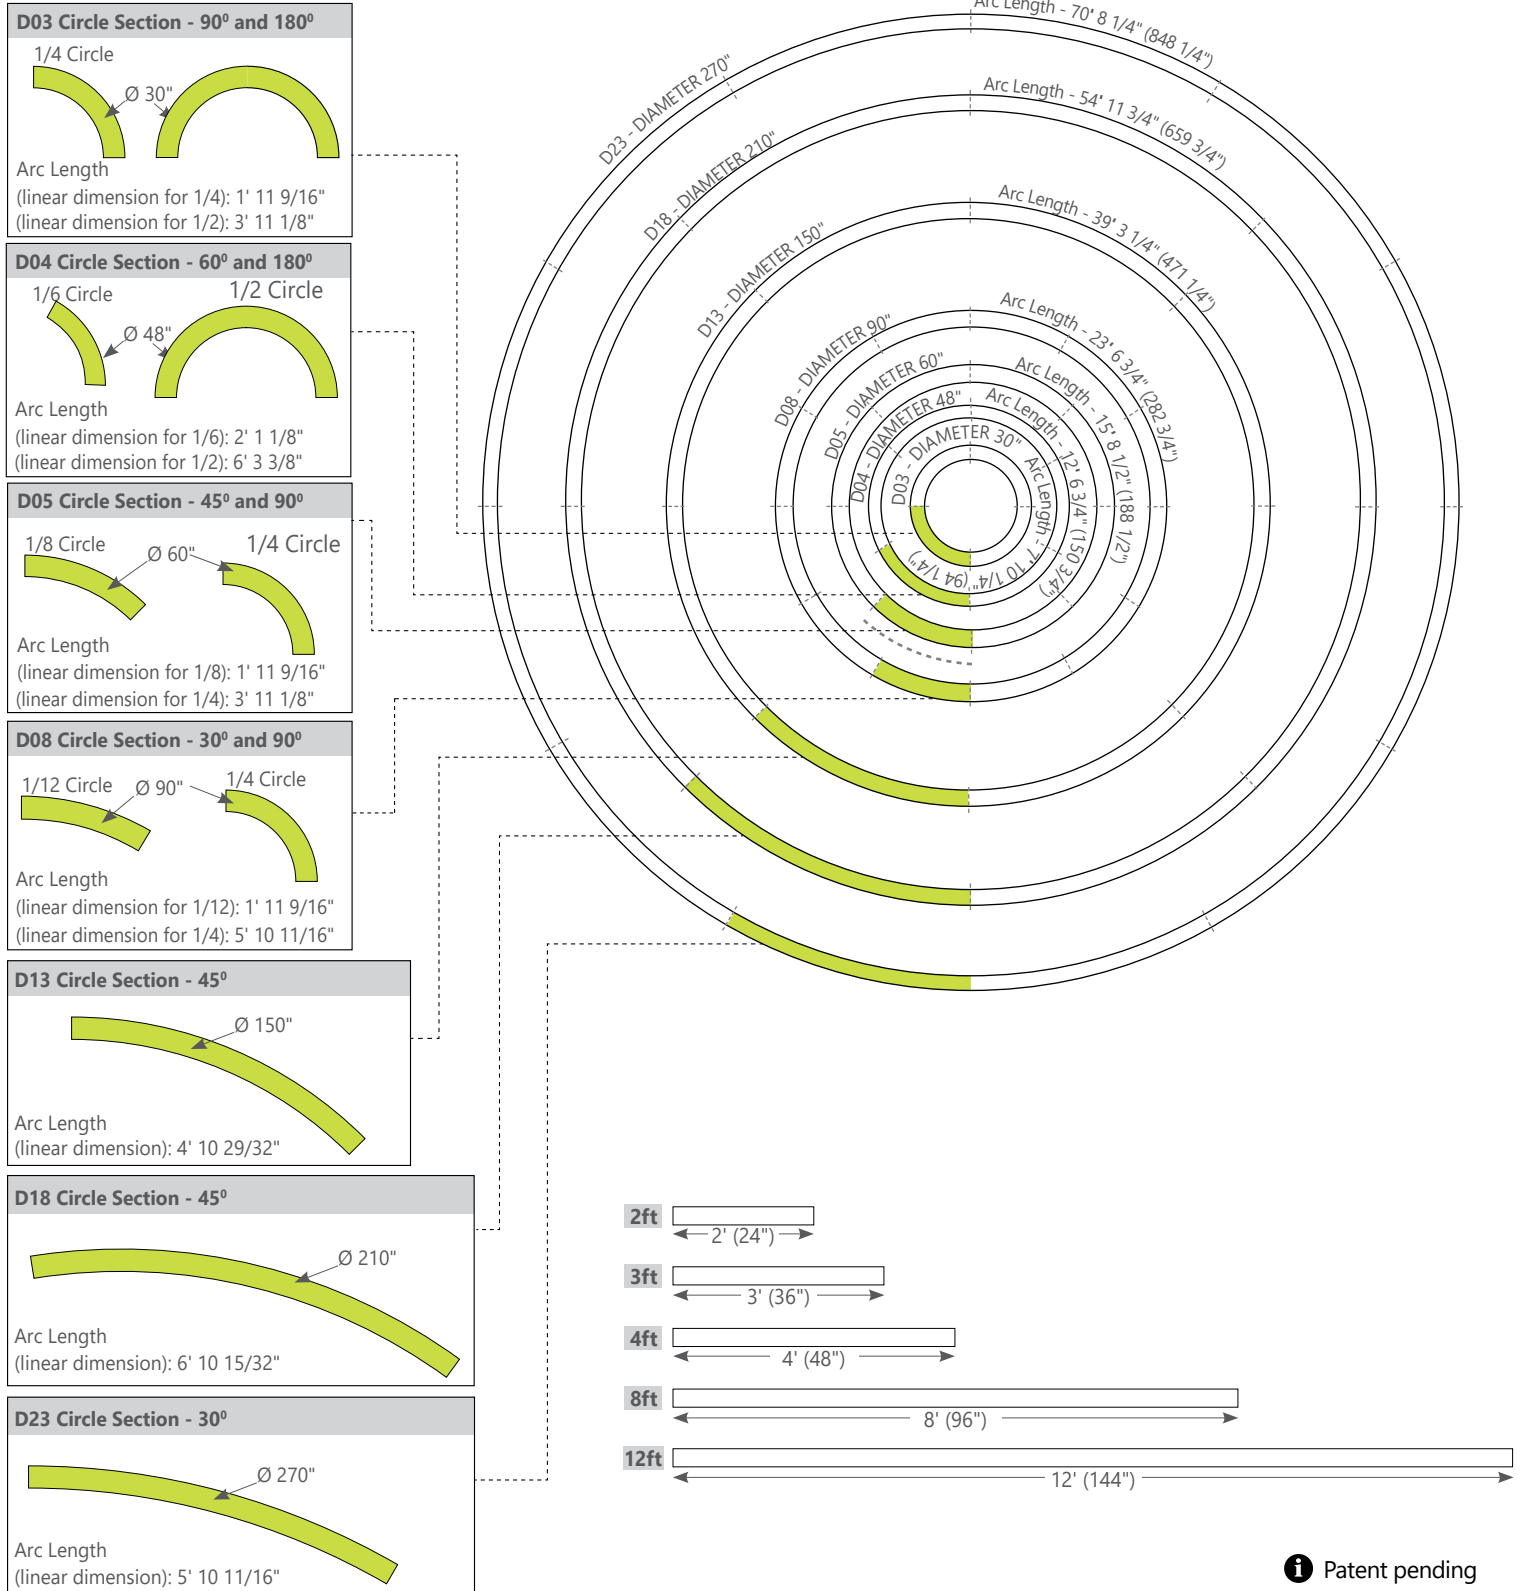 D03 Circle Section - 90⁰ and 180⁰
1/4 Circle
Ø 30"
Arc Length
(linear dimension for 1/4): 1' 11 9/16"
(linear dimension for 1/2): 3' 11 1/8"
D04 Circle Section - 60⁰ and 180⁰
1/6 Circle
1/2 Circle
Ø 48"
Arc Length
(linear dimension for 1/6): 2' 1 1/8"
(linear dimension for 1/2): 6' 3 3/8"
D05 Circle Section - 45⁰ and 90⁰
1/8 Circle
Ø 60"
1/4 Circle
Arc Length
(linear dimension for 1/8): 1' 11 9/16"
(linear dimension for 1/4): 3' 11 1/8"
D08 Circle Section - 30⁰ and 90⁰
1/12 Circle
Ø 90"
1/4 Circle
Arc Length
(linear dimension for 1/12): 1' 11 9/16"
(linear dimension for 1/4): 5' 10 11/16"
D13 Circle Section - 45⁰
Ø 150"
Arc Length
(linear dimension): 4' 10 29/32"
D18 Circle Section - 45⁰
Ø 210"
Arc Length
(linear dimension): 6' 10 15/32"
D23 Circle Section - 30⁰
Ø 270"
Arc Length
(linear dimension): 5' 10 11/16"
D23 - DIAMETER 270"
Arc Length - 70' 8 1/4" (848 1/4")
D18 - DIAMETER 210"
Arc Length - 54' 11 3/4" (659 3/4")
D13 - DIAMETER 150"
Arc Length - 39' 3 1/4" (471 1/4")
D08 - DIAMETER 90"
Arc Length - 23' 6 3/4" (282 3/4")
D05 - DIAMETER 60"
Arc Length - 15' 8 1/2" (188 1/2")
D04 - DIAMETER 48"
Arc Length - 12' 6 3/4" (150 3/4")
D03 - DIAMETER 30"
Arc Length - 7' 10 1/4" (94 1/4")
2ft
2' (24")
3ft
3' (36")
4ft
4' (48")
8ft
8' (96")
12ft
12' (144")
i Patent pending